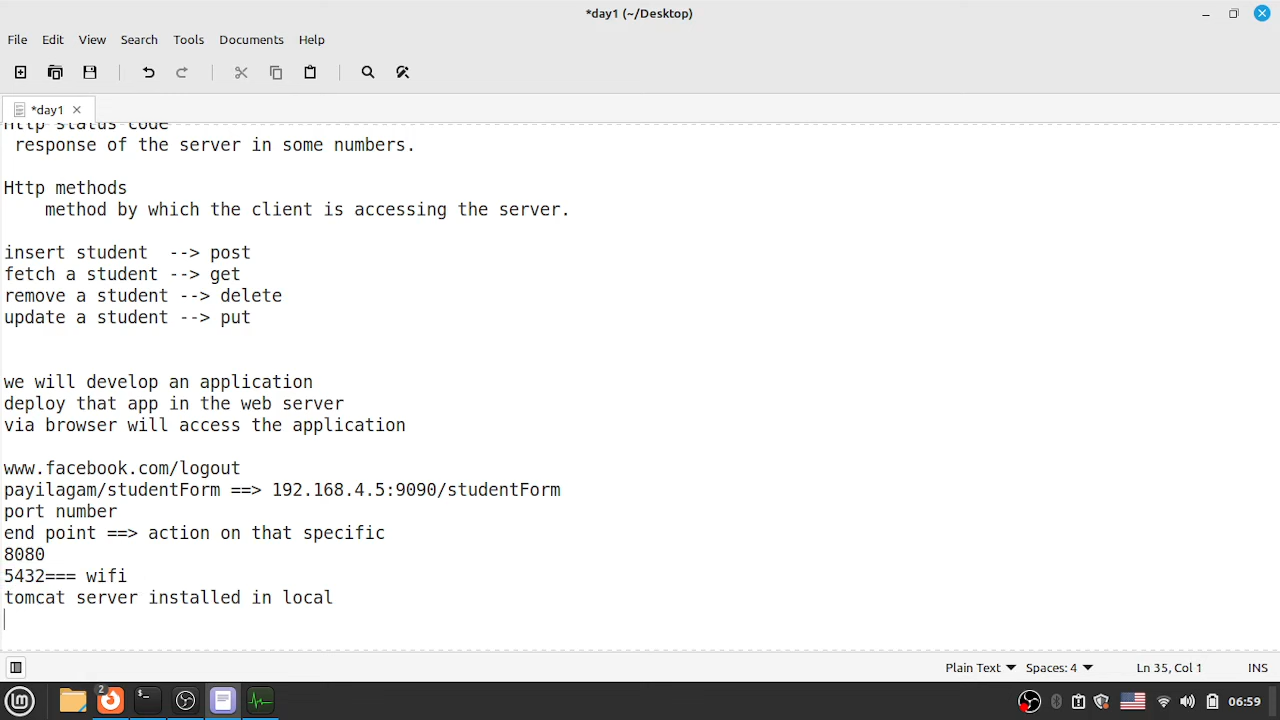 *day1 (~/Desktop)
File Edit View Search Tools Documents Help
*day1
Http status code
response of the server in some numbers.
Http methods
method by which the client is accessing the server.
insert student --> post
fetch a student --> get
remove a student --> delete
update a student --> put
we will develop an application
deploy that app in the web server
via browser will access the application
www.facebook.com/logout
payilagam/studentForm ==> 192.168.4.5:9090/studentForm
port number
end point ==> action on that specific
8080
5432=== wifi
tomcat server installed in local
Plain Text Spaces: 4 Ln 35, Col 1 INS
2 06:59